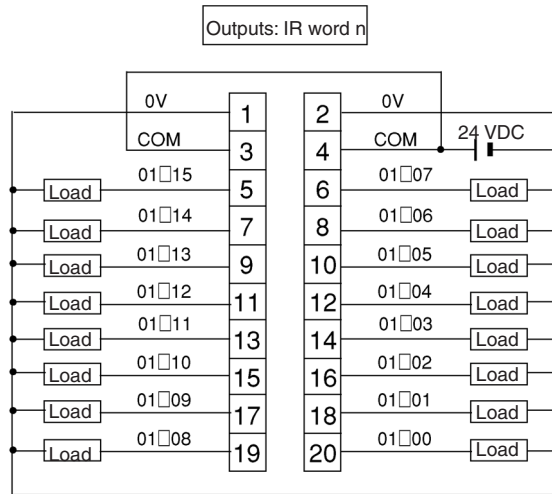 Outputs: IR word n
0V 1 2 0V
COM 3 4 COM 24 VDC
Load 01□15 5 6 01□07 Load
Load 01□14 7 8 01□06 Load
Load 01□13 9 10 01□05 Load
Load 01□12 11 12 01□04 Load
Load 01□11 13 14 01□03 Load
Load 01□10 15 16 01□02 Load
Load 01□09 17 18 01□01 Load
Load 01□08 19 20 01□00 Load